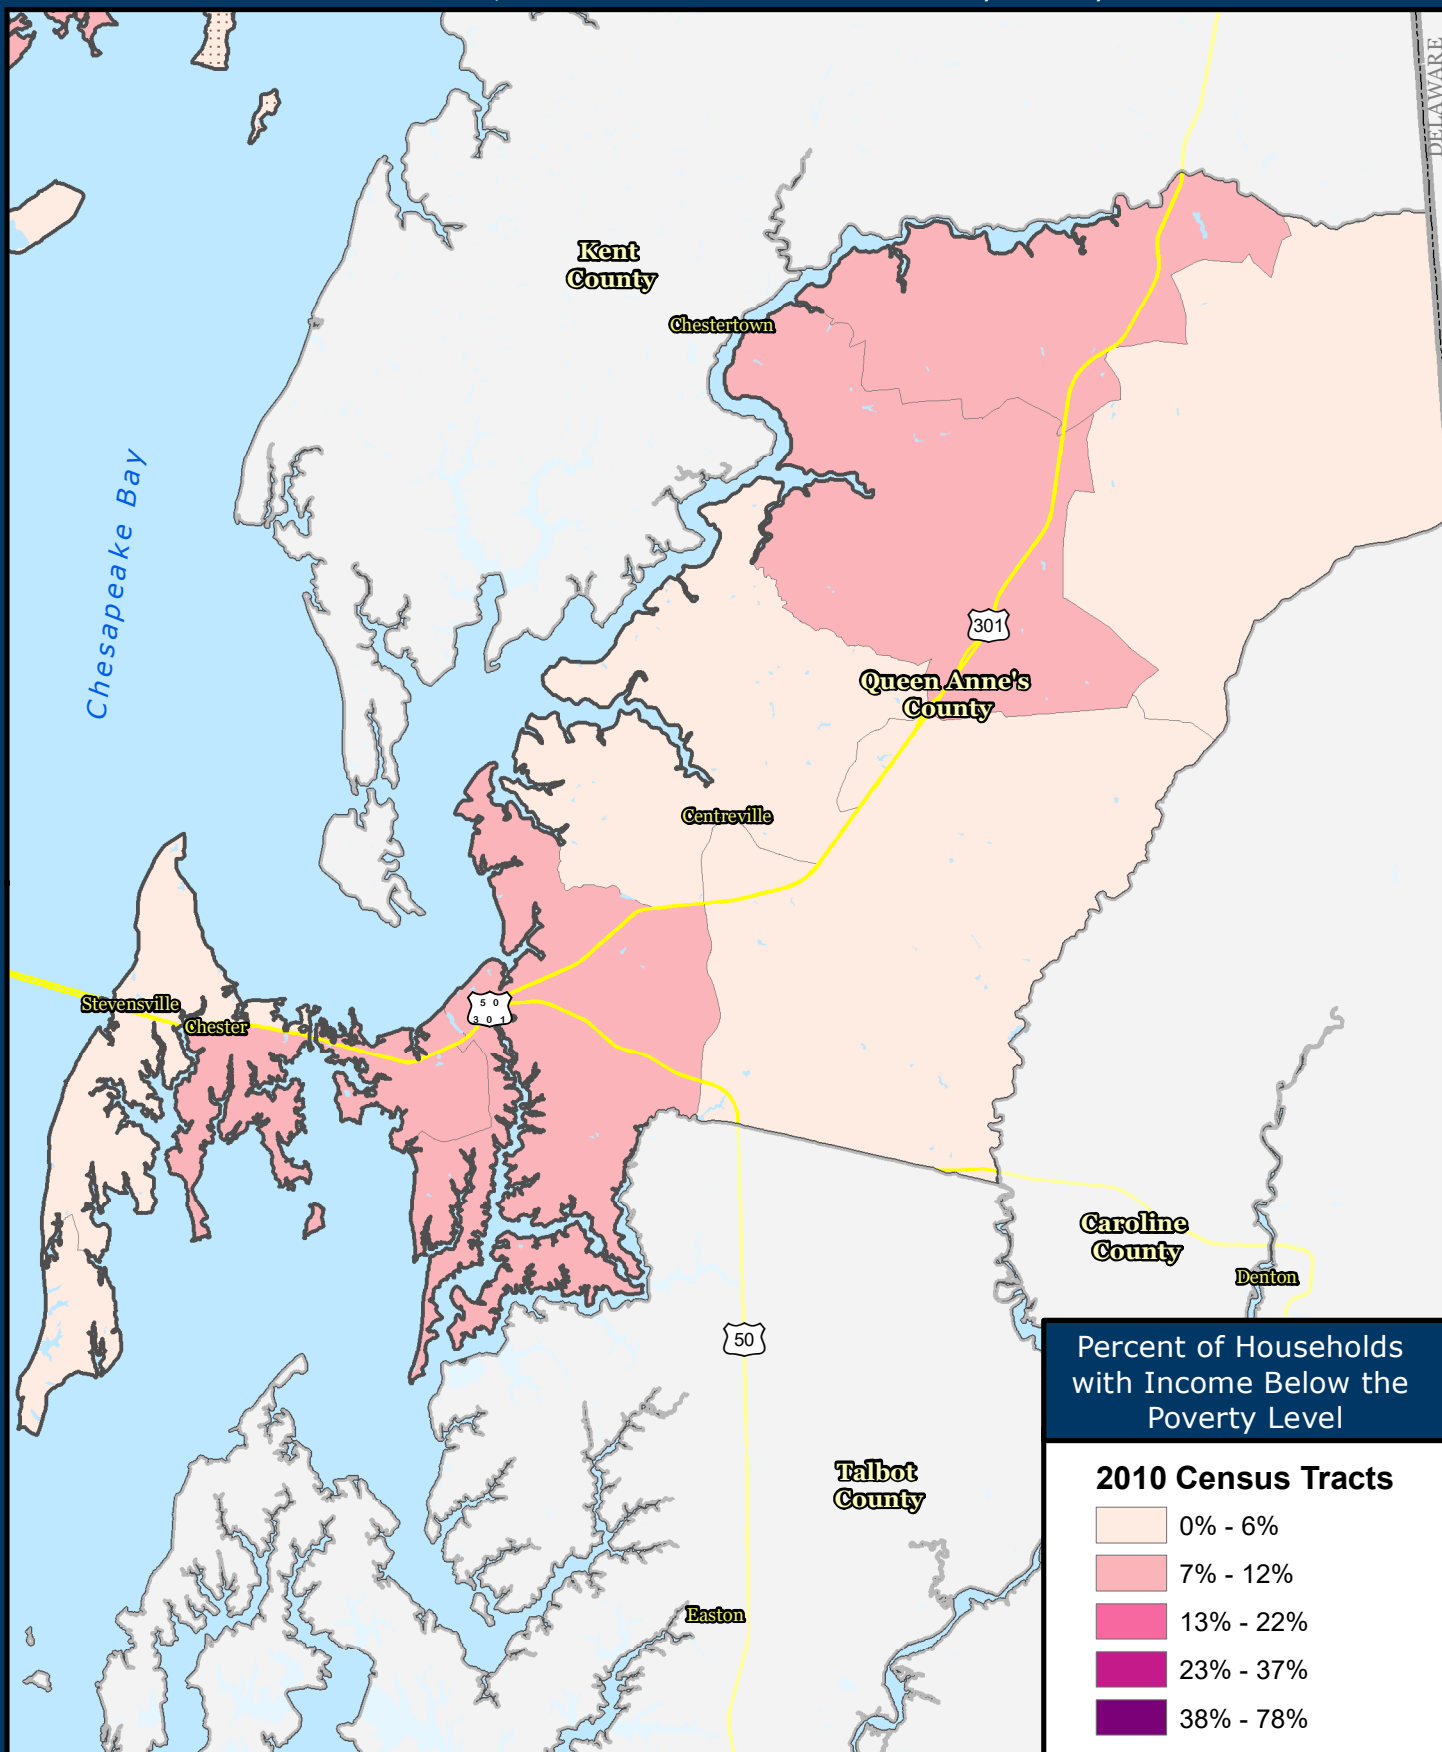 DELAWARE
Kent
County
Chestertown
Chesapeake Bay
301
Queen Anne's
County
Centreville
Stevensville
Chester
50
301
Caroline
County
Denton
50
Talbot
County
Easton
Percent of Households
with Income Below the
Poverty Level
2010 Census Tracts
0% - 6%
7% - 12%
13% - 22%
23% - 37%
38% - 78%